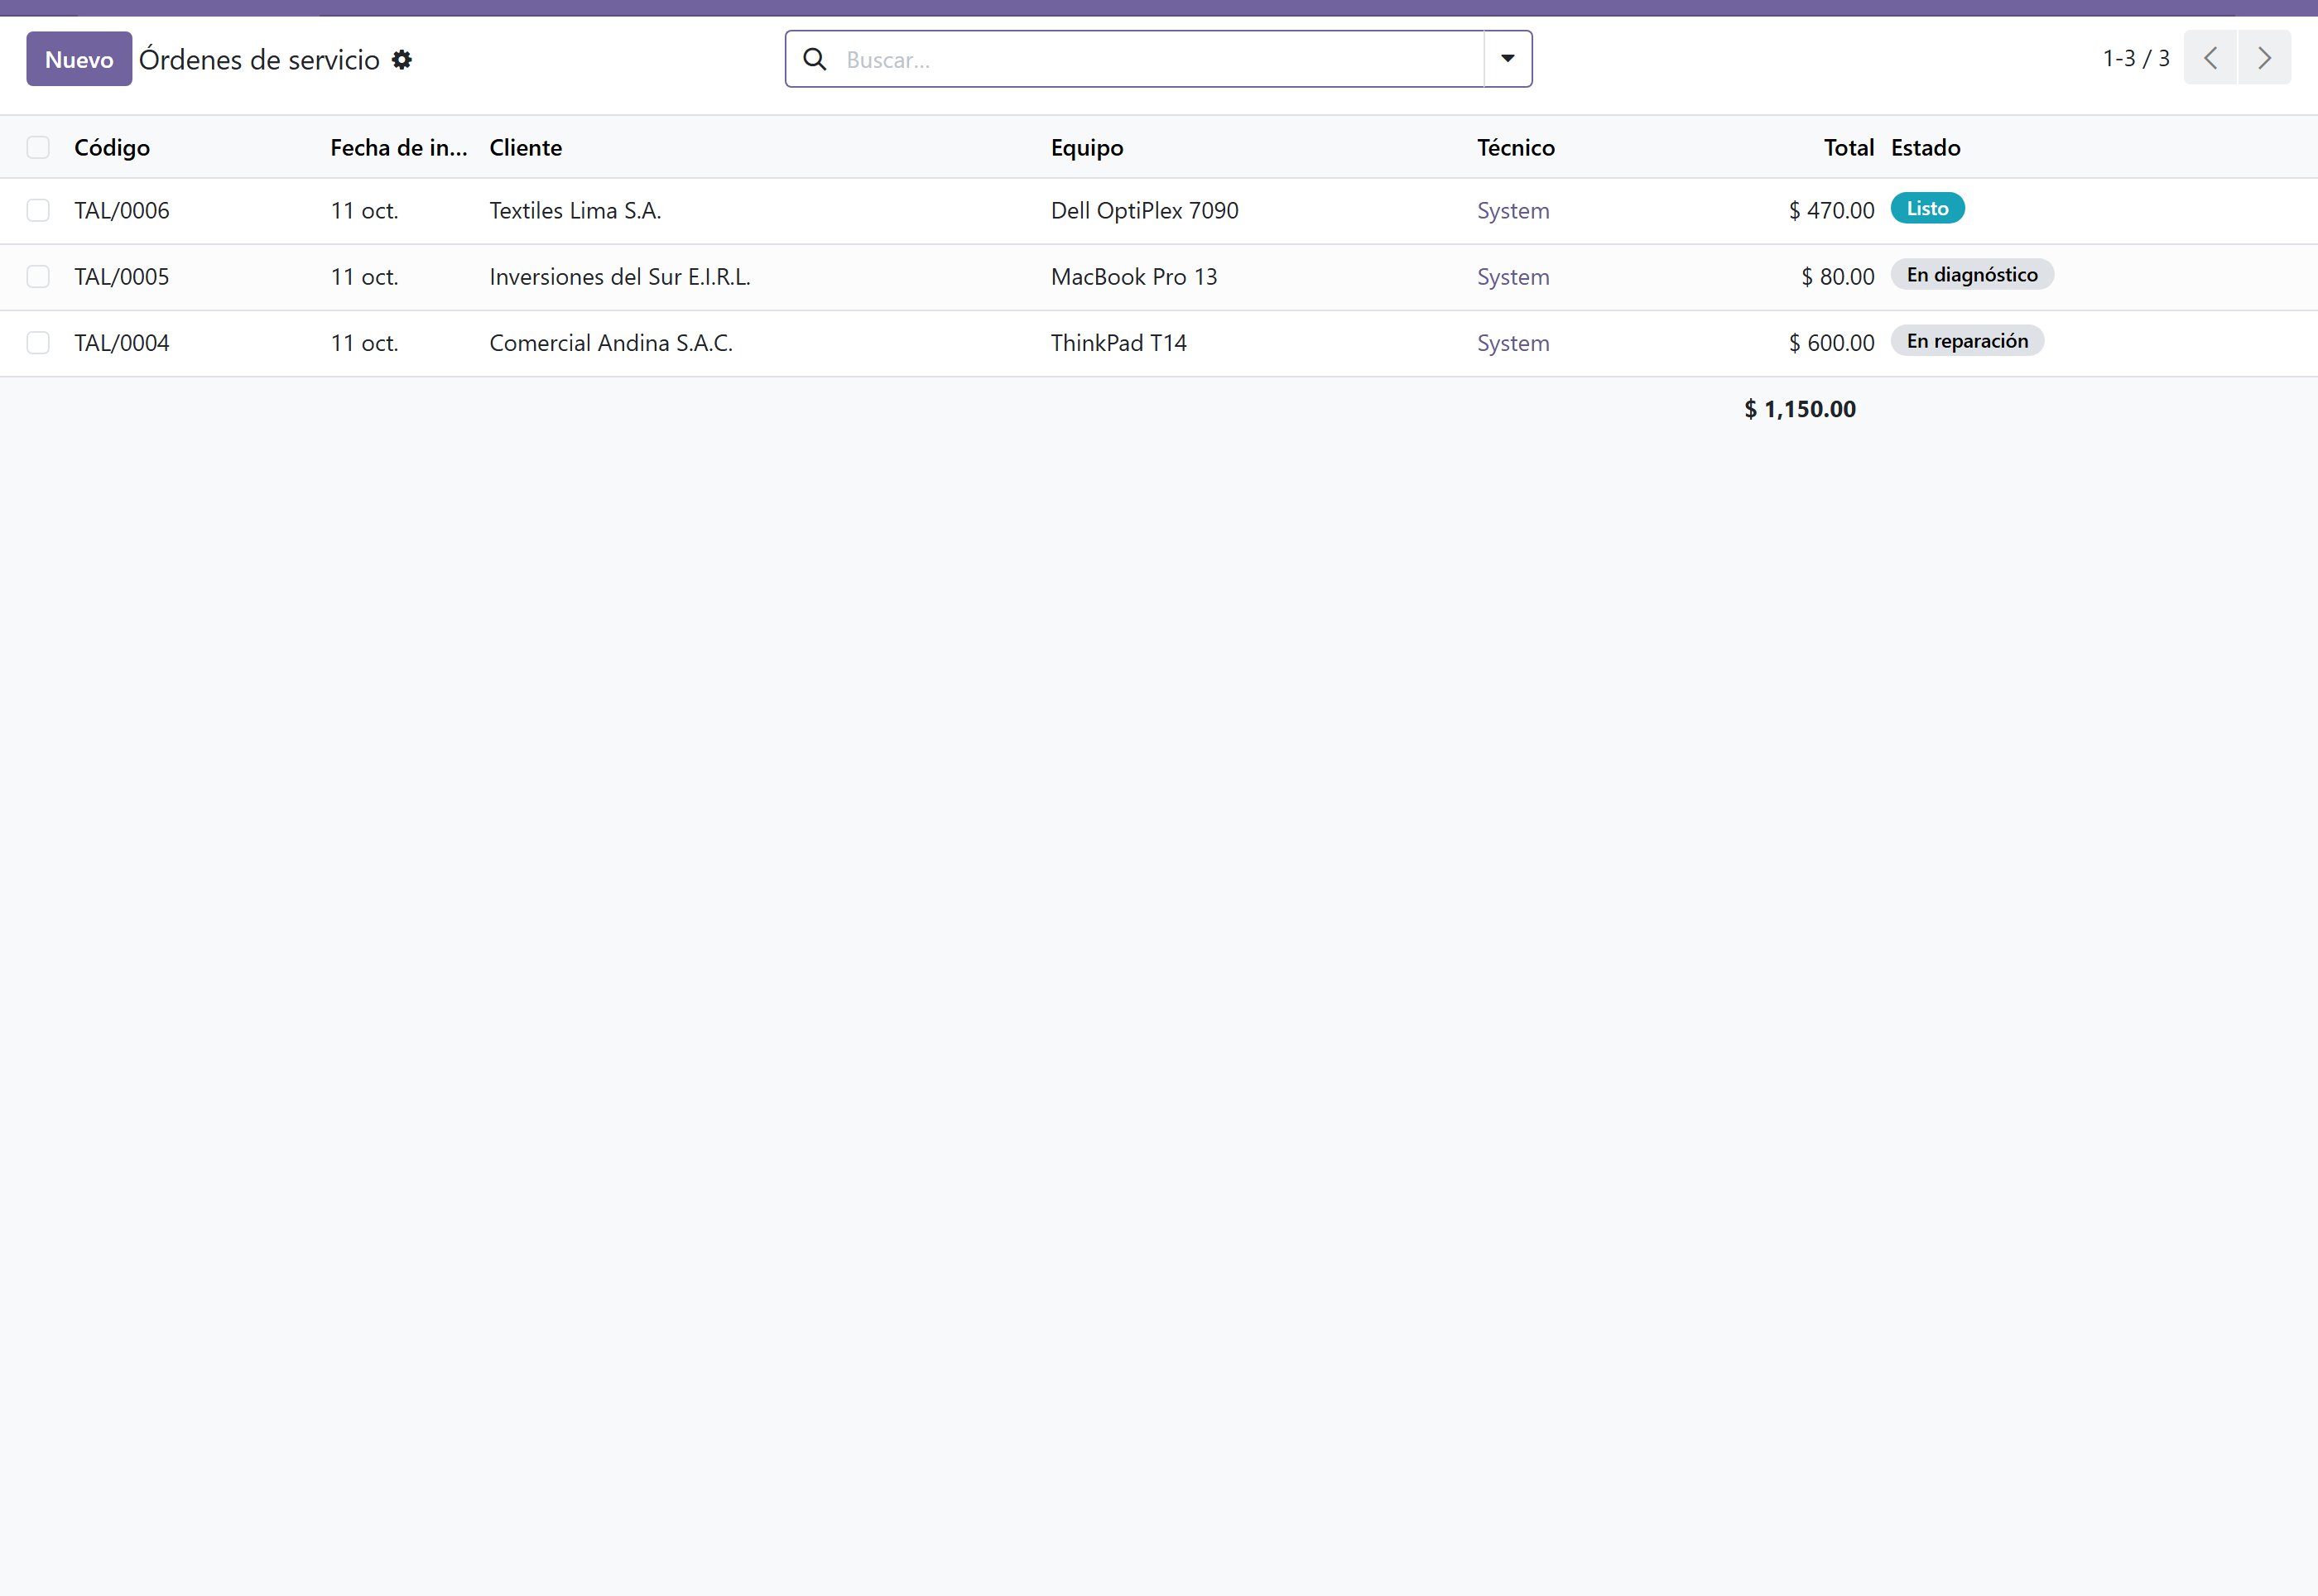 Nuevo Órdenes de servicio Buscar... 1-3 / 3
Código Fecha de in... Cliente Equipo Técnico Total Estado
TAL/0006 11 oct. Textiles Lima S.A. Dell OptiPlex 7090 System $ 470.00 Listo
TAL/0005 11 oct. Inversiones del Sur E.I.R.L. MacBook Pro 13 System $ 80.00 En diagnóstico
TAL/0004 11 oct. Comercial Andina S.A.C. ThinkPad T14 System $ 600.00 En reparación
$ 1,150.00